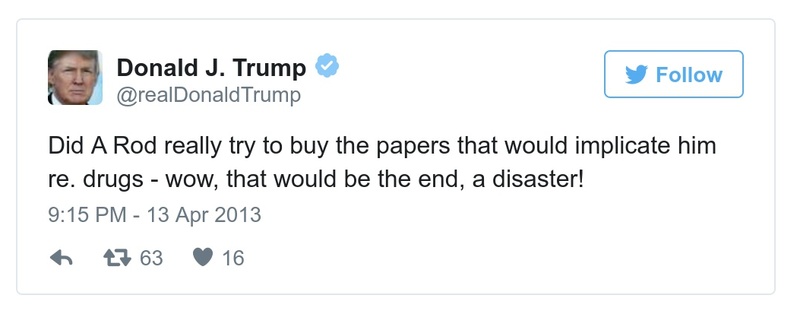 Donald J. Trump
@realDonaldTrump
Follow
Did A Rod really try to buy the papers that would implicate him
re. drugs - wow, that would be the end, a disaster!
9:15 PM - 13 Apr 2013
63 16